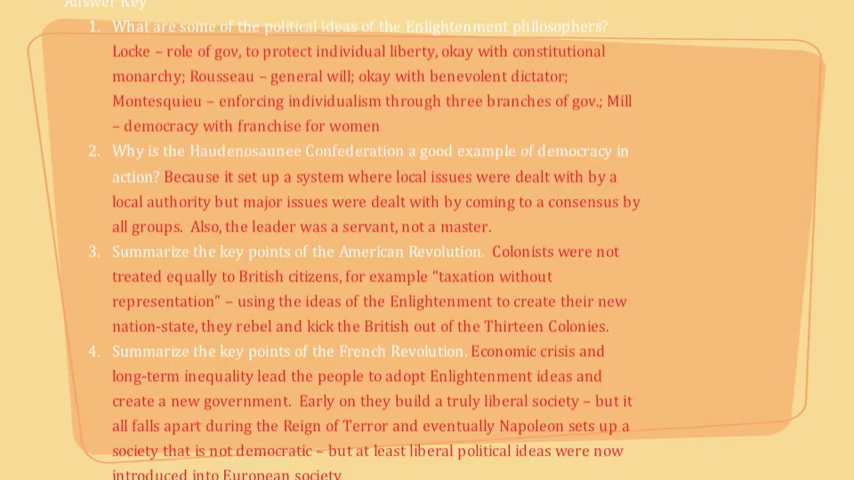 Answer Key
1. What are some of the political ideas of the Enlightenment philosophers?
Locke – role of gov, to protect individual liberty, okay with constitutional
monarchy; Rousseau – general will; okay with benevolent dictator;
Montesquieu – enforcing individualism through three branches of gov.; Mill
– democracy with franchise for women
2. Why is the Haudenosaunee Confederation a good example of democracy in
action? Because it set up a system where local issues were dealt with by a
local authority but major issues were dealt with by coming to a consensus by
all groups. Also, the leader was a servant, not a master.
3. Summarize the key points of the American Revolution. Colonists were not
treated equally to British citizens, for example “taxation without
representation” – using the ideas of the Enlightenment to create their new
nation-state, they rebel and kick the British out of the Thirteen Colonies.
4. Summarize the key points of the French Revolution. Economic crisis and
long-term inequality lead the people to adopt Enlightenment ideas and
create a new government. Early on they build a truly liberal society – but it
all falls apart during the Reign of Terror and eventually Napoleon sets up a
society that is not democratic – but at least liberal political ideas were now
introduced into European society